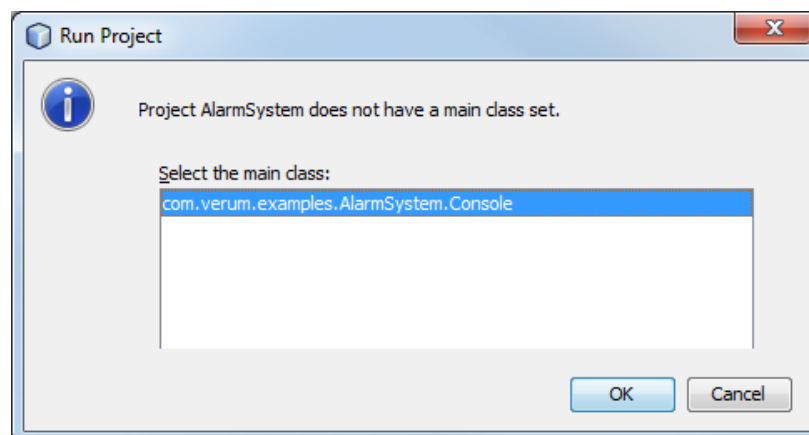 Run Project
Project AlarmSystem does not have a main class set.
Select the main class:
com.verum.examples.AlarmSystem.Console
OK
Cancel